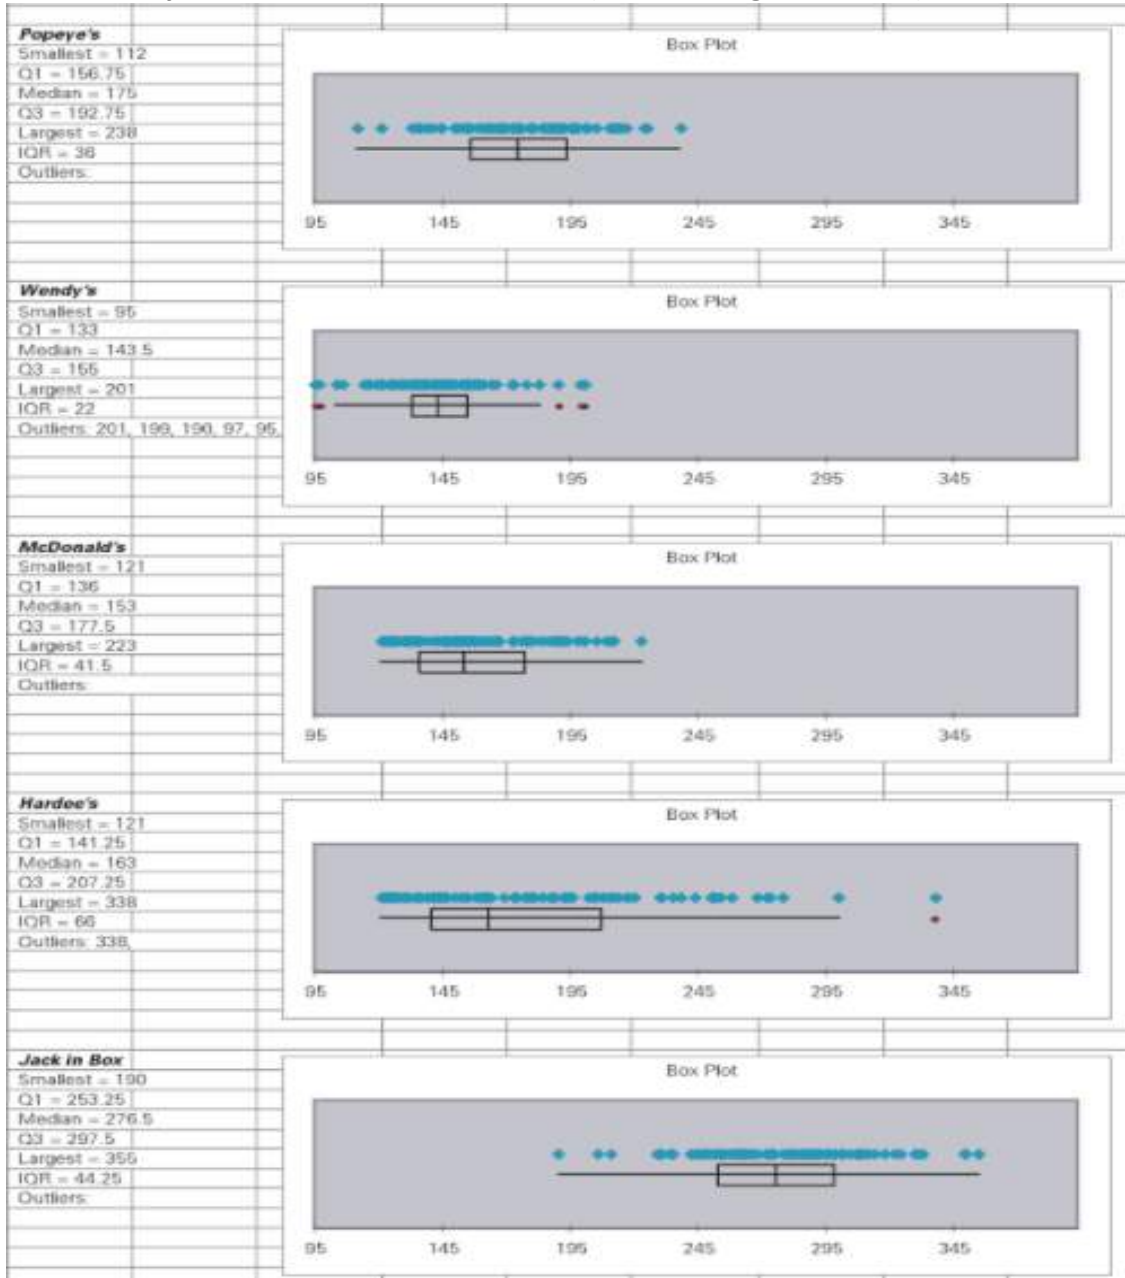 Popeye's
Smallest = 112
Q1 = 156.75
Median = 175
Q3 = 192.75
Largest = 238
IQR = 36
Outliers:
Box Plot
95 145 195 245 295 345
Wendy's
Smallest = 95
Q1 = 133
Median = 143.5
Q3 = 155
Largest = 201
IQR = 22
Outliers: 201, 199, 190, 97, 95,
Box Plot
95 145 195 245 295 345
McDonald's
Smallest = 121
Q1 = 136
Median = 153
Q3 = 177.5
Largest = 223
IQR = 41.5
Outliers:
Box Plot
95 145 195 245 295 345
Hardee's
Smallest = 121
Q1 = 141.25
Median = 163
Q3 = 207.25
Largest = 338
IQR = 66
Outliers: 338,
Box Plot
95 145 195 245 295 345
Jack in Box
Smallest = 190
Q1 = 253.25
Median = 276.5
Q3 = 297.5
Largest = 355
IQR = 44.25
Outliers:
Box Plot
95 145 195 245 295 345